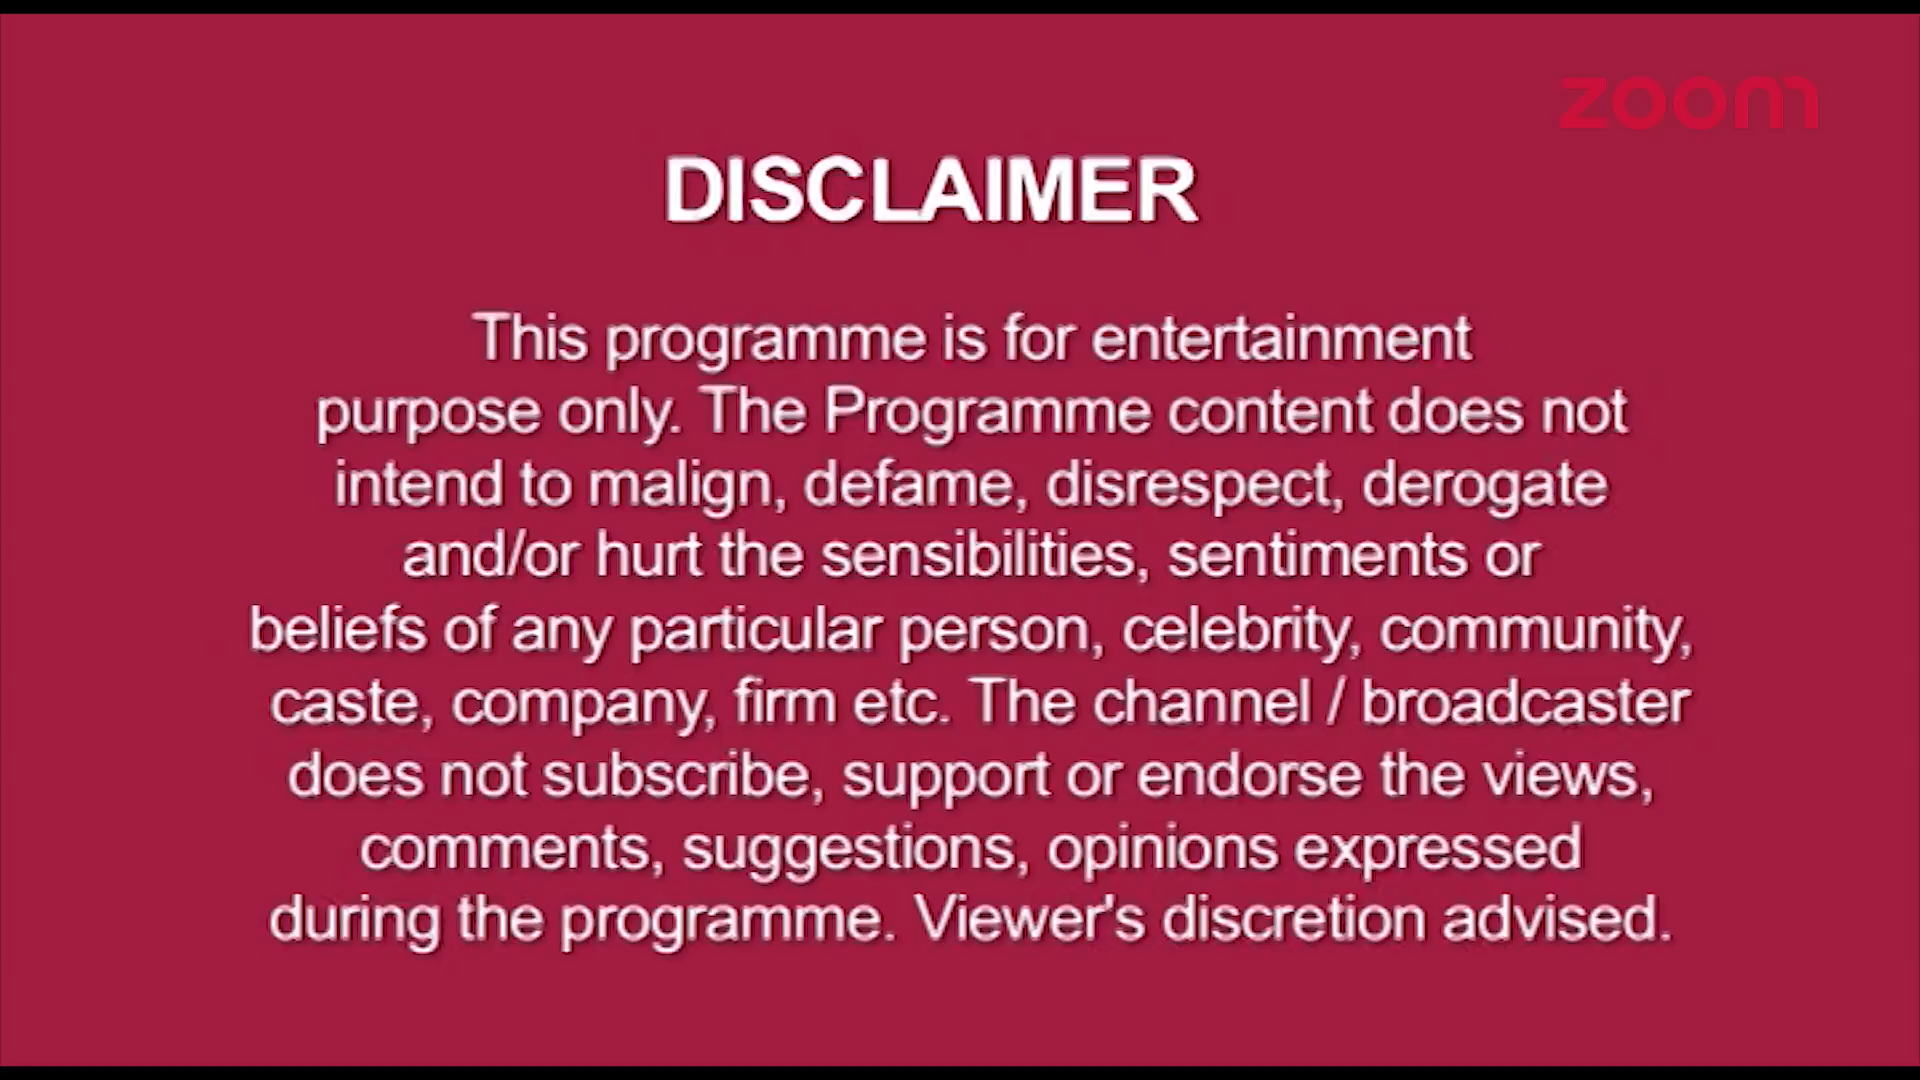 zoom
DISCLAIMER
This programme is for entertainment
purpose only. The Programme content does not
intend to malign, defame, disrespect, derogate
and/or hurt the sensibilities, sentiments or
beliefs of any particular person, celebrity, community,
caste, company, firm etc. The channel / broadcaster
does not subscribe, support or endorse the views,
comments, suggestions, opinions expressed
during the programme. Viewer's discretion advised.